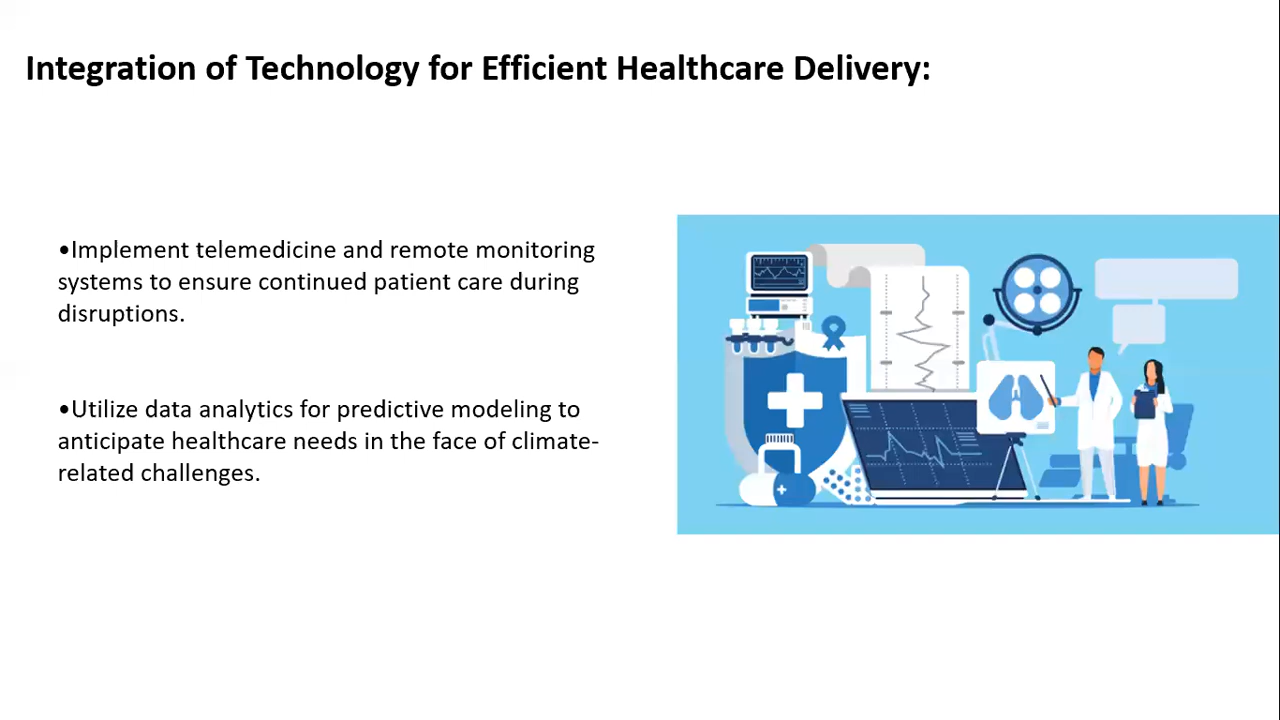 Integration of Technology for Efficient Healthcare Delivery:
•Implement telemedicine and remote monitoring
systems to ensure continued patient care during
disruptions.
•Utilize data analytics for predictive modeling to
anticipate healthcare needs in the face of climate-
related challenges.